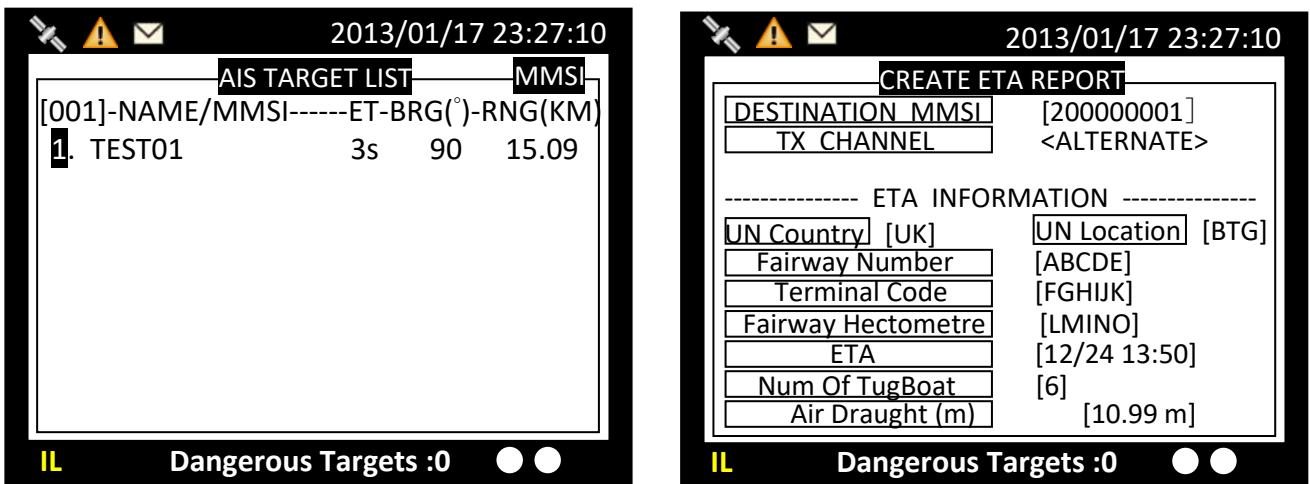 2013/01/17 23:27:10
AIS TARGET LIST MMSI
[001]-NAME/MMSI------ET-BRG(°)-RNG(KM)
1. TEST01 3s 90 15.09
IL Dangerous Targets :0
2013/01/17 23:27:10
CREATE ETA REPORT
DESTINATION MMSI [200000001]
TX CHANNEL <ALTERNATE>
--------------- ETA INFORMATION ---------------
UN Country [UK] UN Location [BTG]
Fairway Number [ABCDE]
Terminal Code [FGHIJK]
Fairway Hectometre [LMINO]
ETA [12/24 13:50]
Num Of TugBoat [6]
Air Draught (m) [10.99 m]
IL Dangerous Targets :0